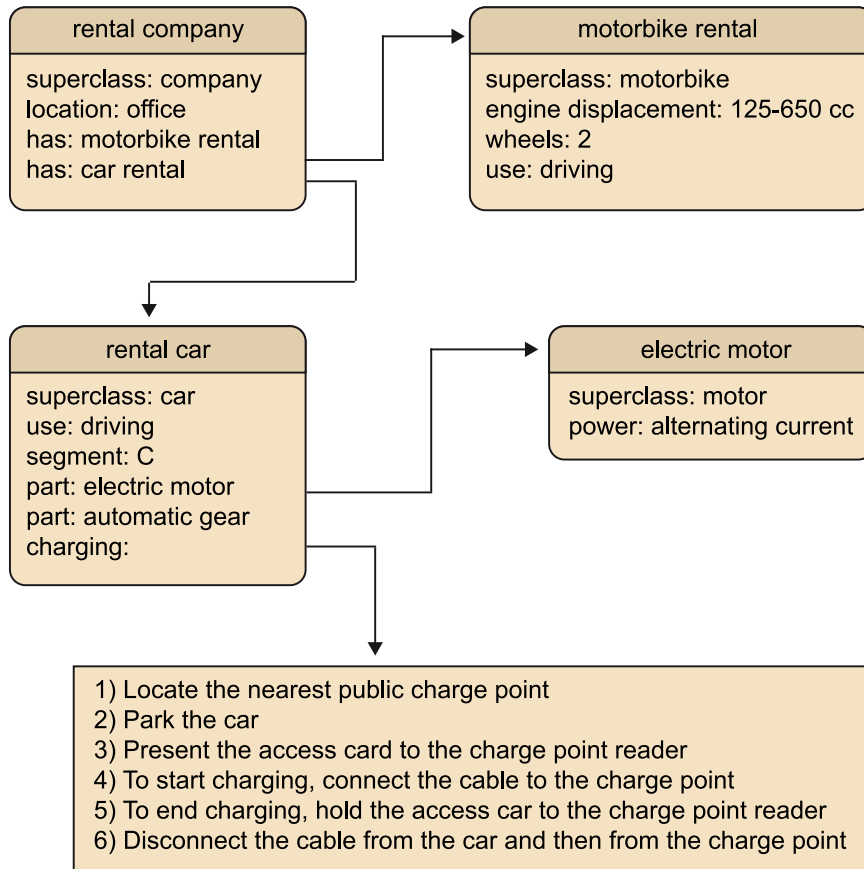 rental company
superclass: company
location: office
has: motorbike rental
has: car rental
motorbike rental
superclass: motorbike
engine displacement: 125-650 cc
wheels: 2
use: driving
rental car
superclass: car
use: driving
segment: C
part: electric motor
part: automatic gear
charging:
electric motor
superclass: motor
power: alternating current
1) Locate the nearest public charge point
2) Park the car
3) Present the access card to the charge point reader
4) To start charging, connect the cable to the charge point
5) To end charging, hold the access car to the charge point reader
6) Disconnect the cable from the car and then from the charge point